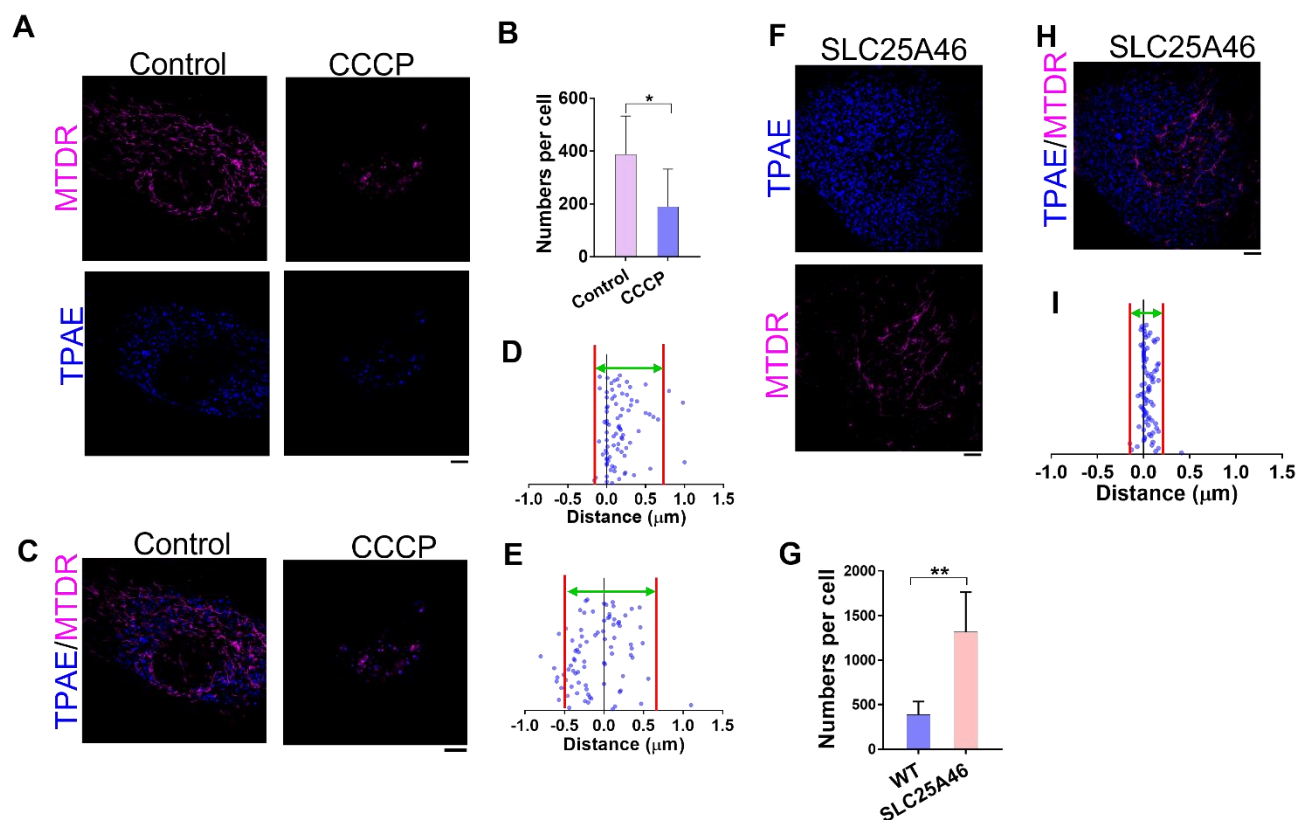 A
Control
CCCP
MTDR
TPAE
B
Numbers per cell
600
400
200
0
*
Control
CCCP
C
Control
CCCP
TPAE/MTDR
D
-1.0 -0.5 0.0 0.5 1.0 1.5
Distance (μm)
E
-1.0 -0.5 0.0 0.5 1.0 1.5
Distance (μm)
F
SLC25A46
TPAE
MTDR
G
Numbers per cell
2000
1500
1000
500
0
**
WT
SLC25A46
H
SLC25A46
TPAE/MTDR
I
-1.0 -0.5 0.0 0.5 1.0 1.5
Distance (μm)